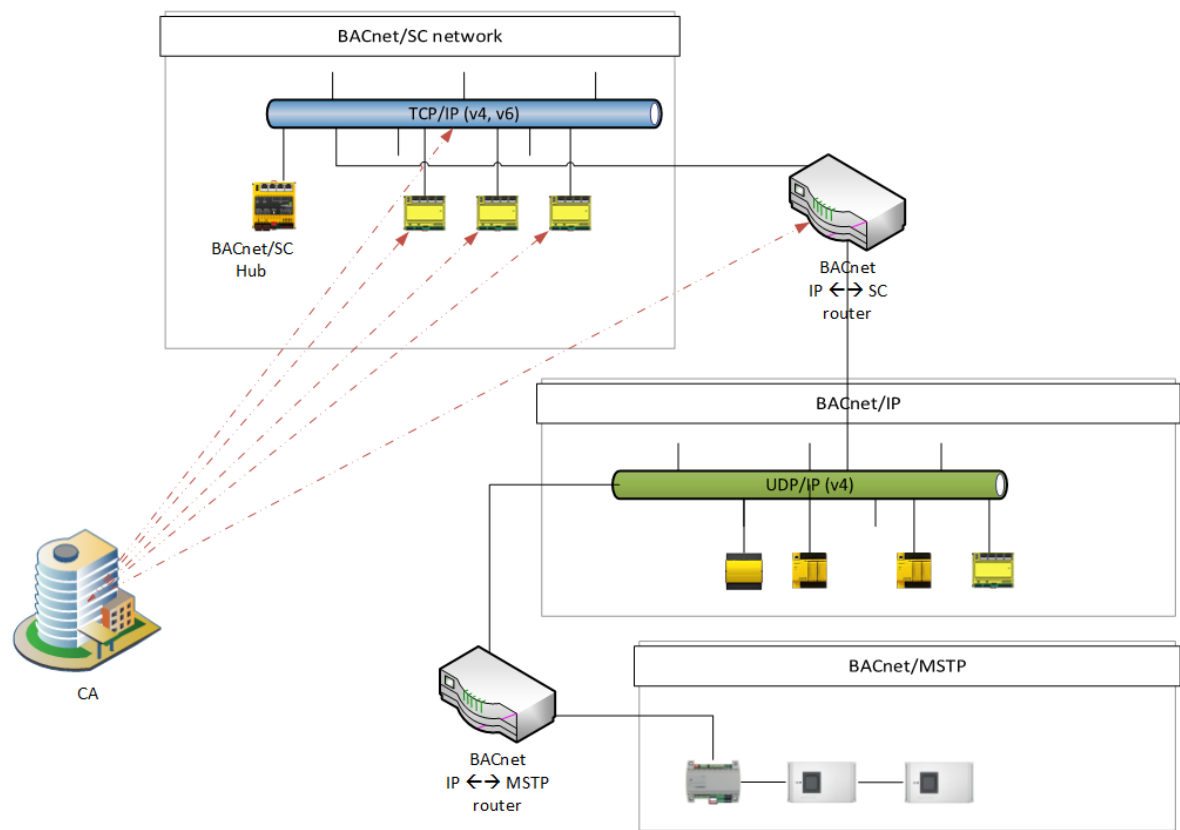 BACnet/SC network
TCP/IP (v4, v6)
BACnet/SC
Hub
BACnet
IP ←→ SC
router
BACnet/IP
UDP/IP (v4)
BACnet/MSTP
CA
BACnet
IP ←→ MSTP
router